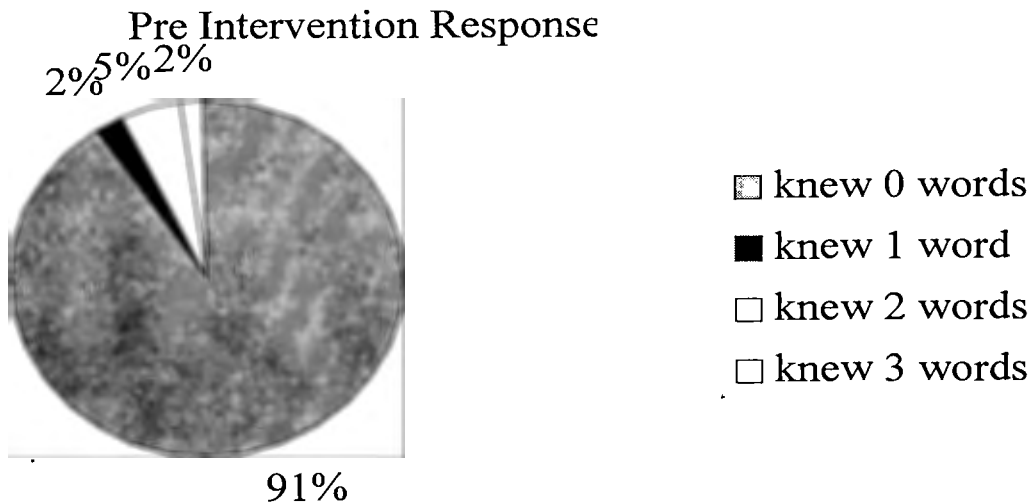 Pre Intervention Response
2% 5% 2%
knew 0 words
knew 1 word
knew 2 words
knew 3 words
91%